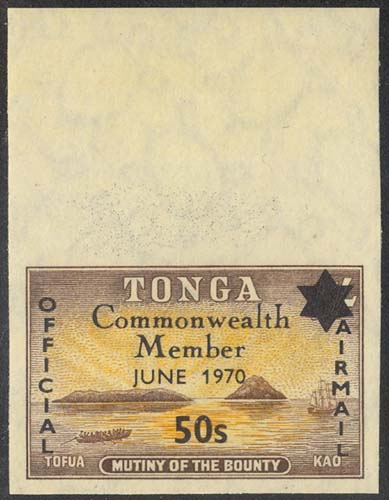 TONGA
Commonwealth
Member
JUNE 1970
OFFICIAL
AIRMAIL
50s
TOFUA
KAO
MUTINY OF THE BOUNTY